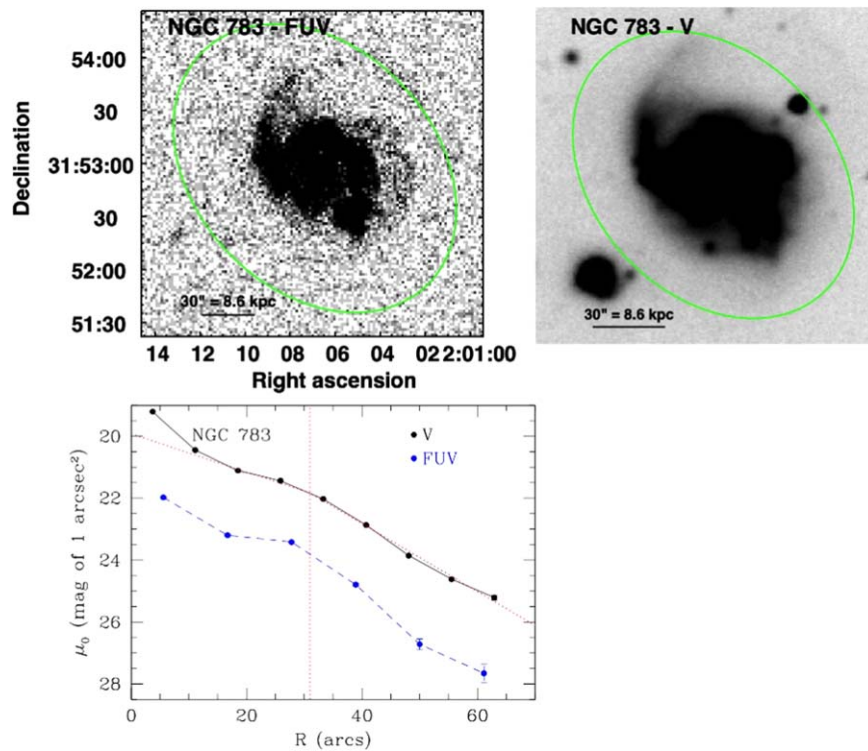 NGC 783 - FUV
54:00
30
31:53:00
30
52:00
51:30
Declination
30" = 8.6 kpc
14 12 10 08 06 04 02 2:01:00
Right ascension
NGC 783 - V
30" = 8.6 kpc
NGC 783
V
FUV
20
22
24
26
28
μ₀ (mag of 1 arcsec²)
0 20 40 60
R (arcs)